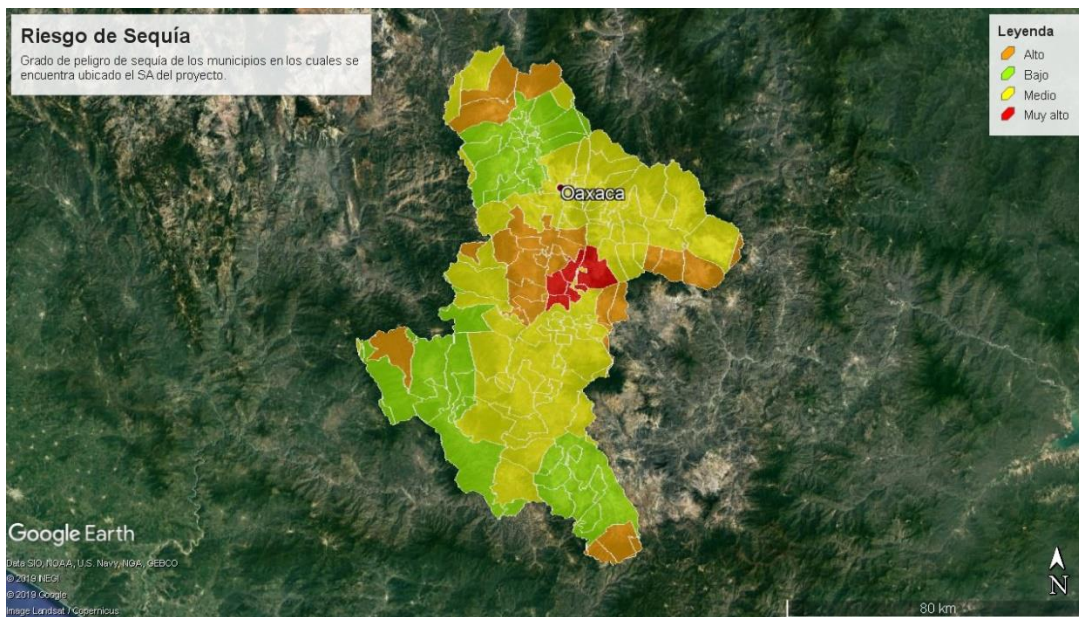 Riesgo de Sequía
Grado de peligro de sequía de los municipios en los cuales se
encuentra ubicado el SA del proyecto.
Leyenda
Alto
Bajo
Medio
Muy alto
Oaxaca
Google Earth
Data SIO, NOAA, U.S. Navy, NGA, GEBCO
© 2019 INEGI
© 2019 Google
Image Landsat / Copernicus
N
80 km